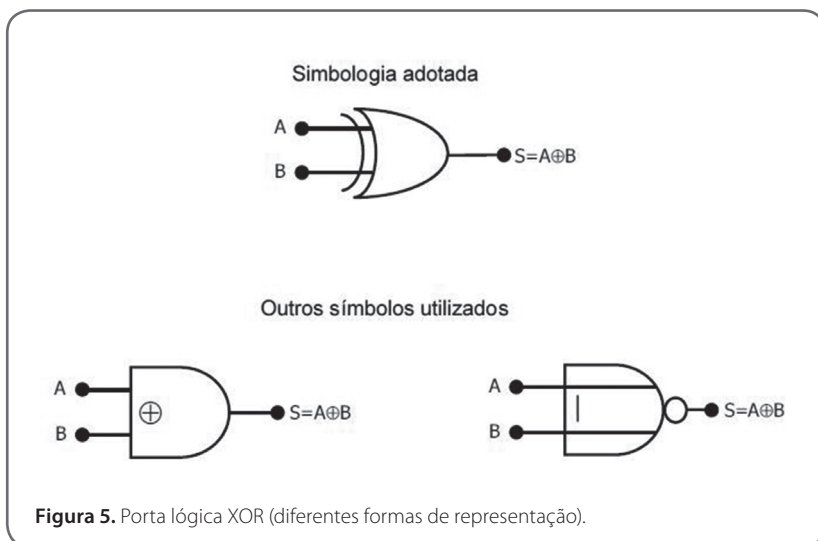 Simbologia adotada
A
B
S=A⊕B
Outros símbolos utilizados
A
B
⊕
S=A⊕B
A
B
|
S=A⊕B
Figura 5. Porta lógica XOR (diferentes formas de representação).